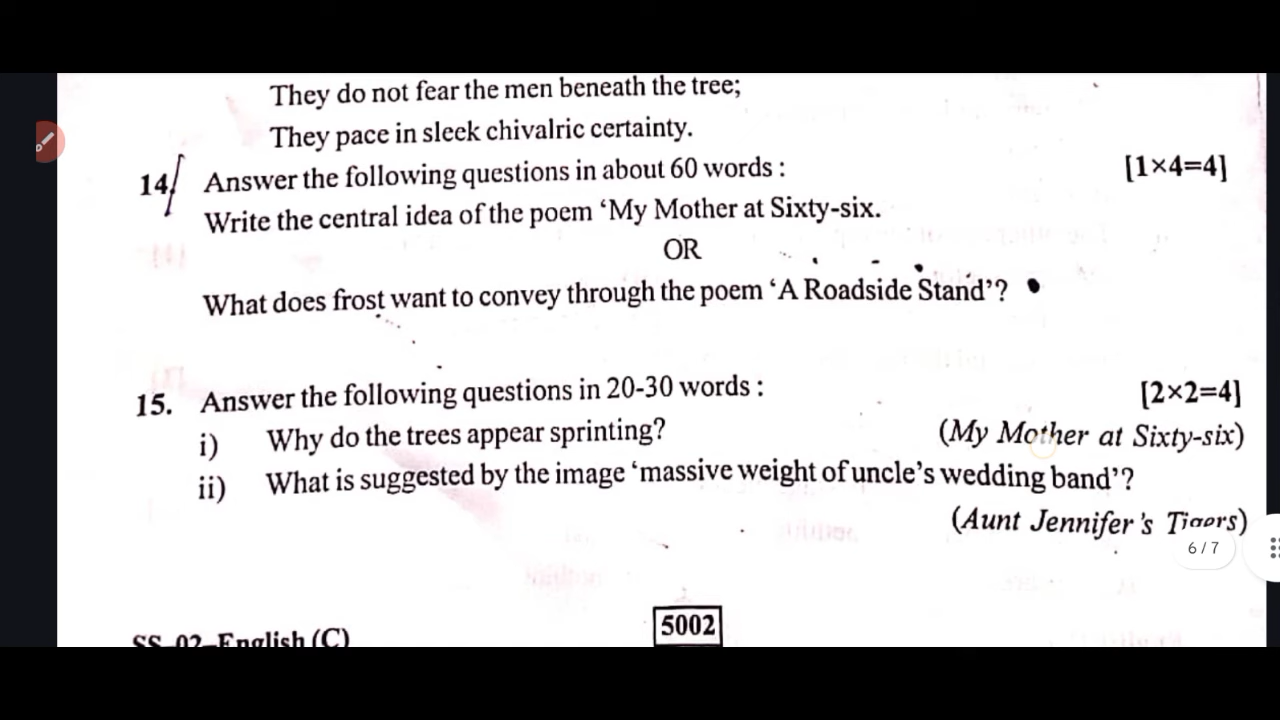 They do not fear the men beneath the tree;
They pace in sleek chivalric certainty.
14. Answer the following questions in about 60 words : [1×4=4]
Write the central idea of the poem ‘My Mother at Sixty-six.
OR
What does frost want to convey through the poem ‘A Roadside Stand’?
15. Answer the following questions in 20-30 words : [2×2=4]
i) Why do the trees appear sprinting? (My Mother at Sixty-six)
ii) What is suggested by the image ‘massive weight of uncle’s wedding band’?
(Aunt Jennifer’s Tigers)
6 / 7
5002
SS–02–English (C)